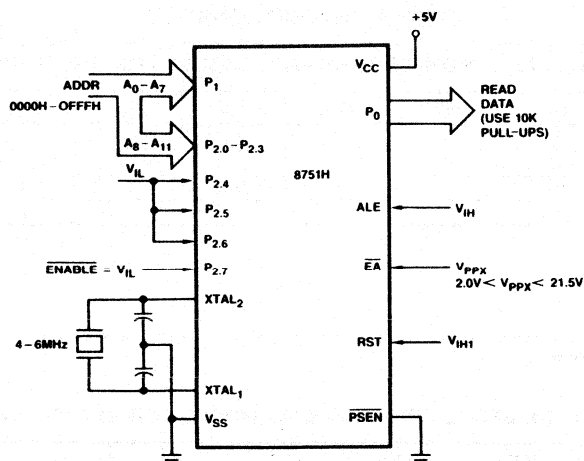 +5V
VCC
ADDR
0000H-OFFFH
A0-A7
P1
A8-A11
P2.0-P2.3
P0
READ
DATA
(USE 10K
PULL-UPS)
8751H
VIL
P2.4
P2.5
P2.6
ALE
VIH
ENABLE = VIL
P2.7
EA
VPPX
2.0V< VPPX< 21.5V
XTAL2
4-6MHz
RST
VIH1
XTAL1
VSS
PSEN